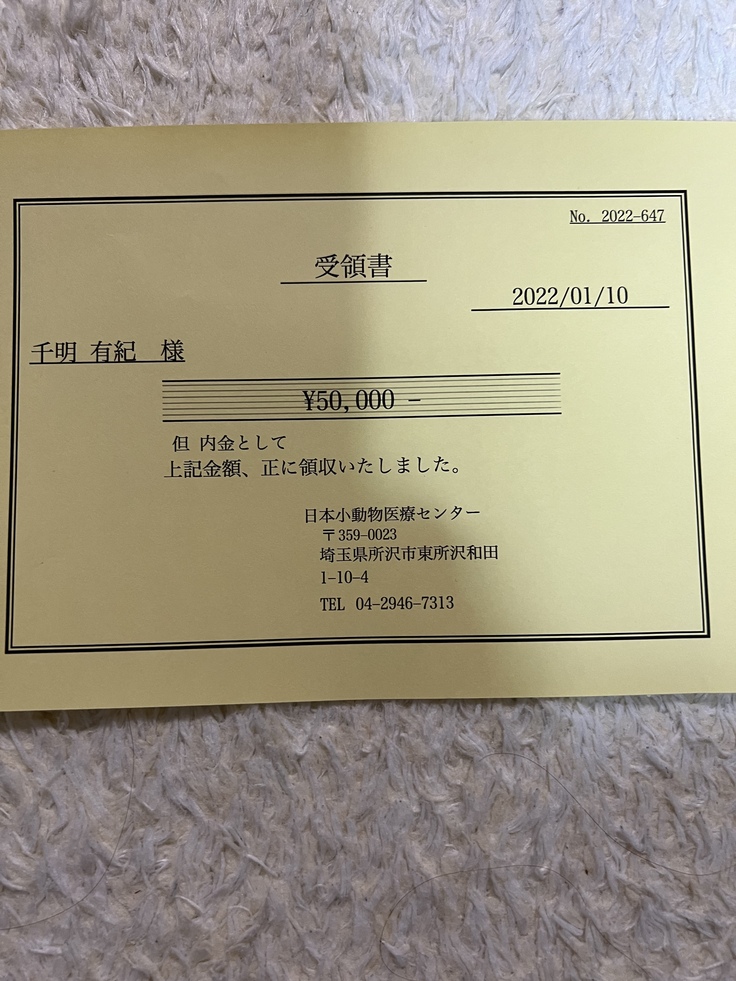 No. 2022-647
受領書
2022/01/10
千明 有紀　様
¥50,000 －
但 内金として
上記金額、正に領収いたしました。
日本小動物医療センター
〒359-0023
埼玉県所沢市東所沢和田
1-10-4
TEL 04-2946-7313